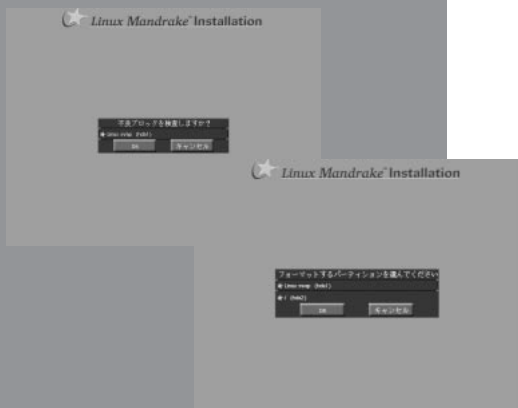 Linux Mandrake™ Installation
不良ブロックを検査しますか?
Linux swap (hda1)
OK
キャンセル
Linux Mandrake™ Installation
フォーマットするパーティションを選んでください
Linux swap (hda1)
/ (hda2)
OK
キャンセル